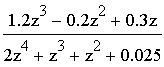 1.2z³ − 0.2z² + 0.3z
2z⁴ + z³ + z² + 0.025